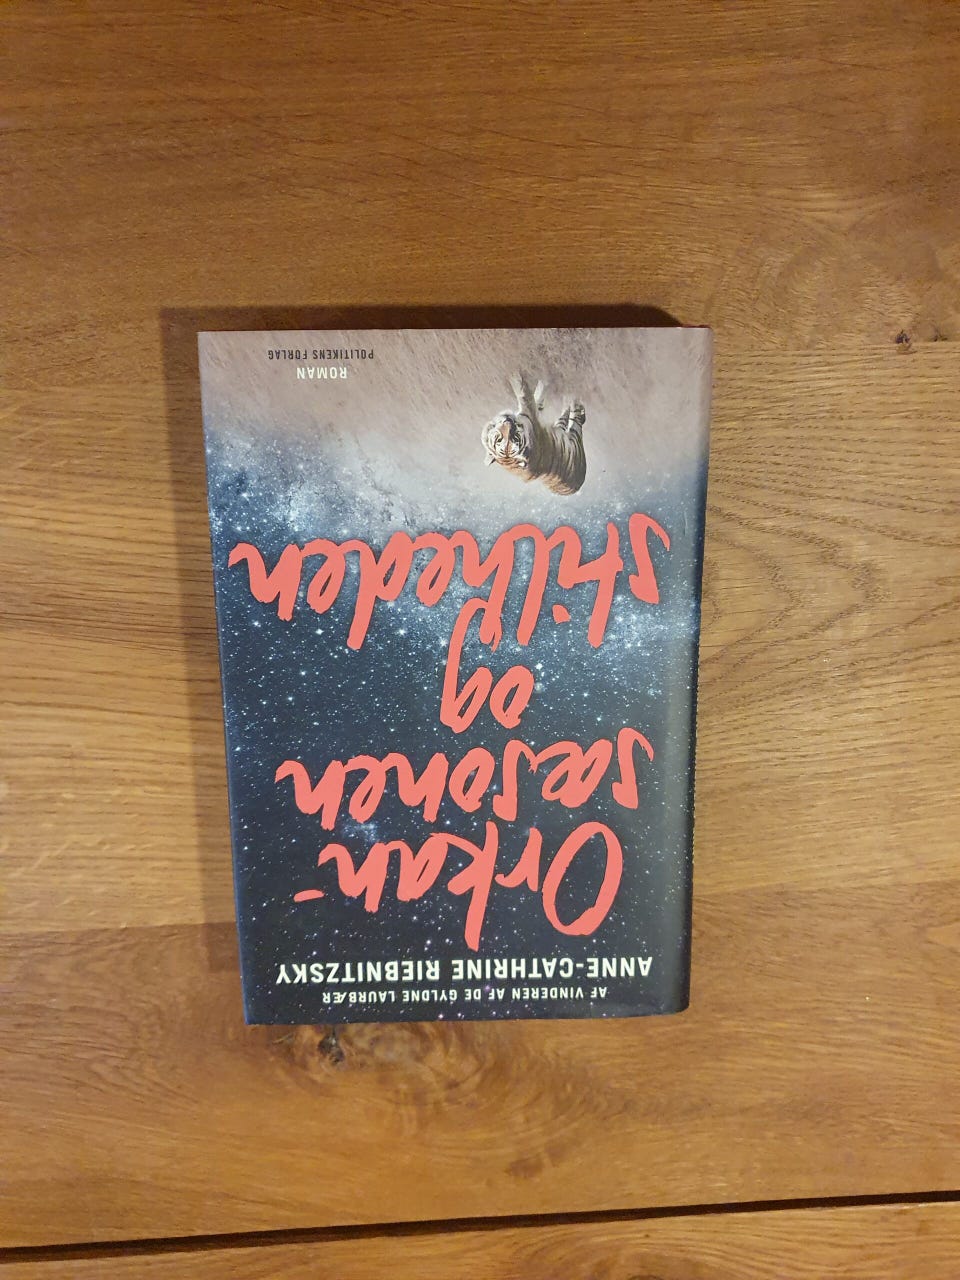 AF VINDEREN AF DE GYLDNE LAURBÆR
ANNE-CATHRINE RIEBNITZSKY
Orkan-
sæsonen
og
stilheden
ROMAN
POLITIKENS FORLAG